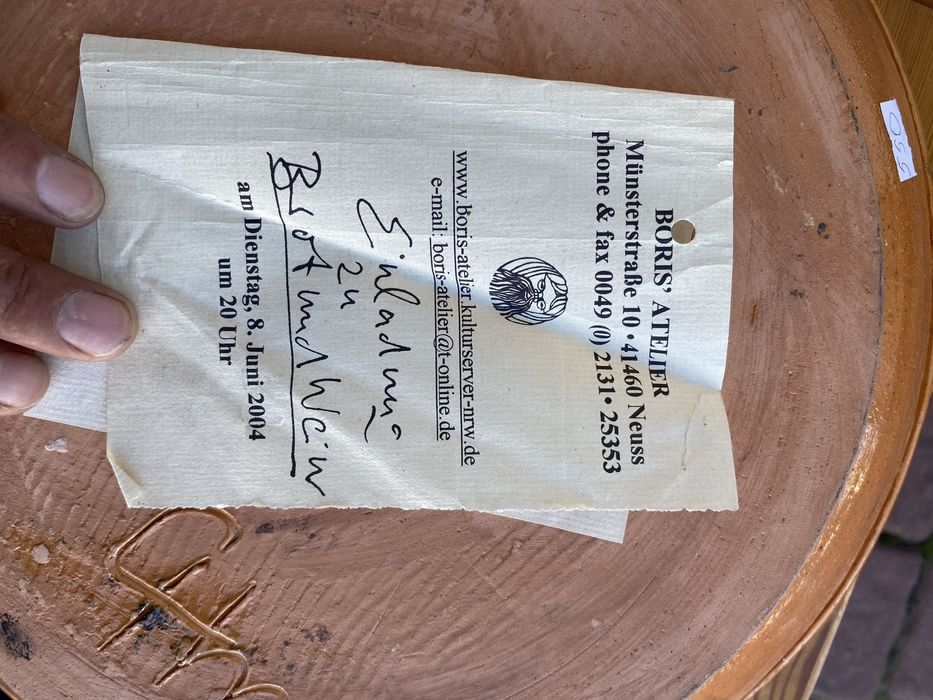 BORIS' ATELIER
Münsterstraße 10 • 41460 Neuss
phone & fax 0049 (0) 2131 • 25353
www.boris-atelier.kulturserver-nrw.de
e-mail: boris-atelier@t-online.de
Einladung
zu
Brot und Wein
am Dienstag, 8. Juni 2004
um 20 Uhr
550